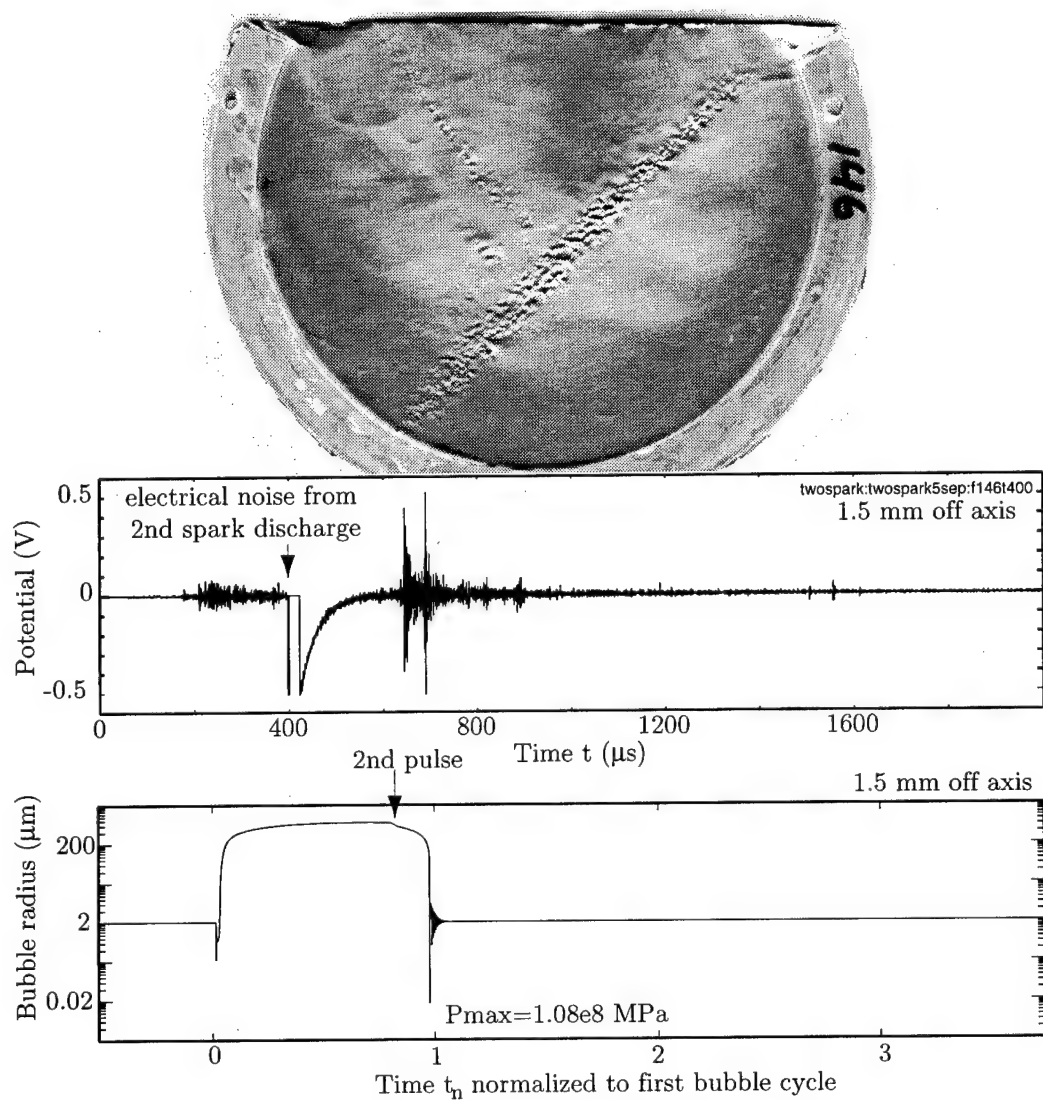 146
0.5
electrical noise from
2nd spark discharge
twospark:twospark5sep:f146t400
1.5 mm off axis
Potential (V)
0
-0.5
0
400
800
1200
1600
Time t (μs)
2nd pulse
1.5 mm off axis
Bubble radius (μm)
200
2
0.02
Pmax=1.08e8 MPa
0
1
2
3
Time tn normalized to first bubble cycle